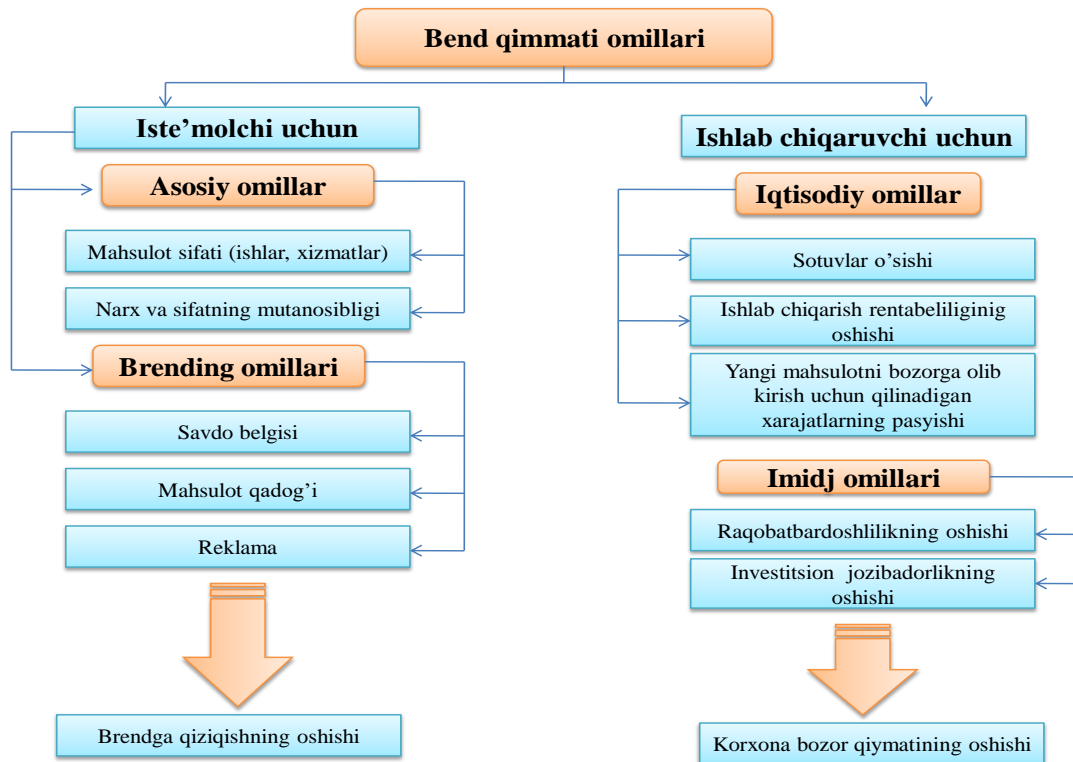 Bend qimmati omillari
Iste’molchi uchun
Asosiy omillar
Mahsulot sifati (ishlar, xizmatlar)
Narx va sifatning mutanosibligi
Brending omillari
Savdo belgisi
Mahsulot qadog’i
Reklama
Brendga qiziqishning oshishi
Ishlab chiqaruvchi uchun
Iqtisodiy omillar
Sotuvlar o’sishi
Ishlab chiqarish rentabeliliginig
oshishi
Yangi mahsulotni bozorga olib
kirish uchun qilinadigan
xarajatlarning pasyishi
Imidj omillari
Raqobatbardoshlilikning oshishi
Investitsion jozibadorlikning
oshishi
Korxona bozor qiymatining oshishi